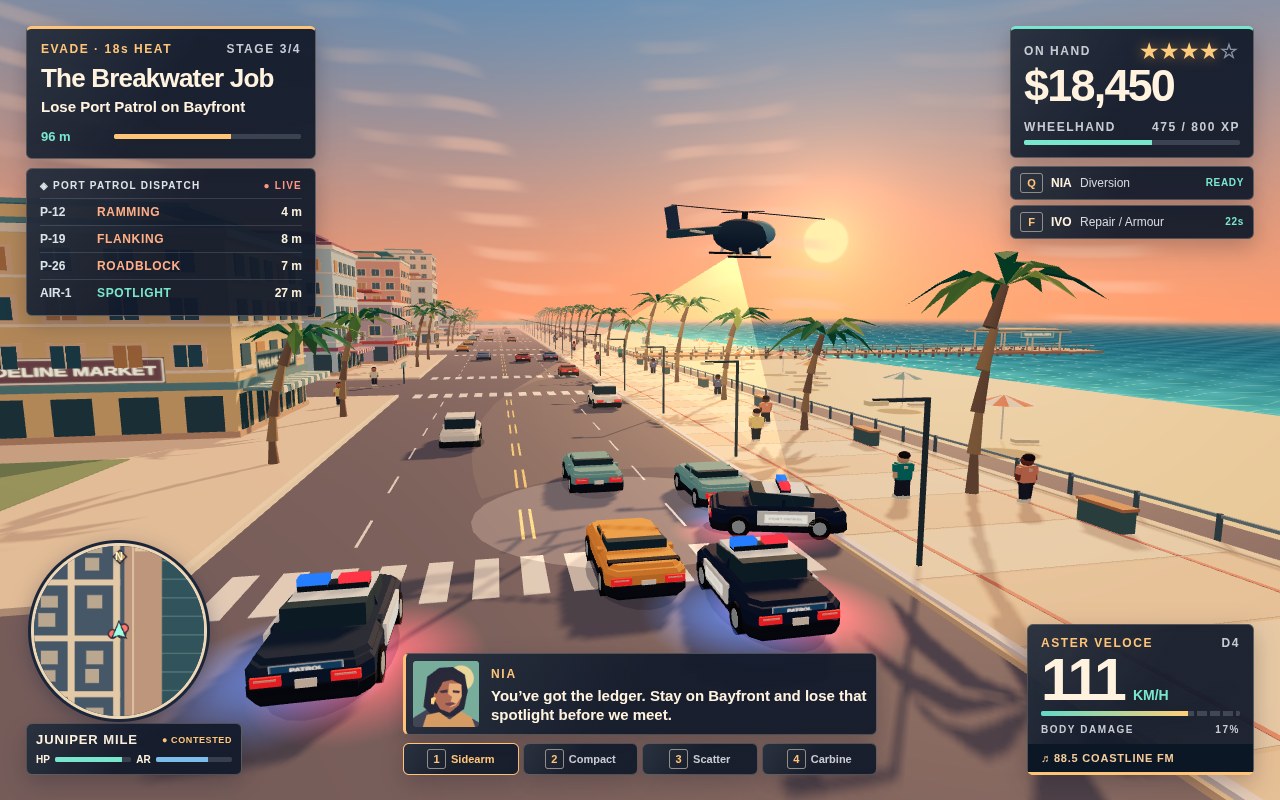 EVADE · 18s HEAT STAGE 3/4
The Breakwater Job
Lose Port Patrol on Bayfront
96 m
◆ PORT PATROL DISPATCH ● LIVE
P-12 RAMMING 4 m
P-19 FLANKING 8 m
P-26 ROADBLOCK 7 m
AIR-1 SPOTLIGHT 27 m
ON HAND ★★★★☆
$18,450
WHEELHAND 475 / 800 XP
Q NIA Diversion READY
F IVO Repair / Armour 22s
DELINE MARKET
PATROL
PATROL
N
JUNIPER MILE ● CONTESTED
HP AR
NIA
You’ve got the ledger. Stay on Bayfront and lose that
spotlight before we meet.
1 Sidearm 2 Compact 3 Scatter 4 Carbine
ASTER VELOCE D4
111 KM/H
BODY DAMAGE 17%
♬ 88.5 COASTLINE FM